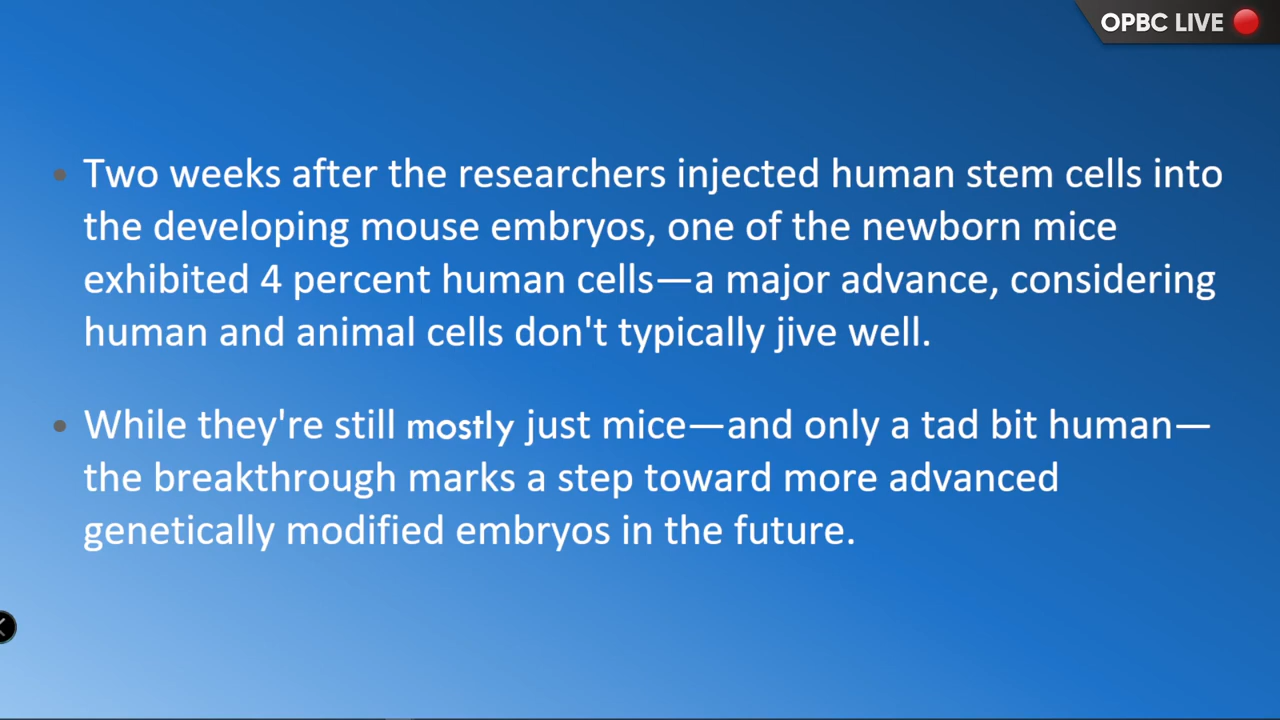 OPBC LIVE
• Two weeks after the researchers injected human stem cells into
the developing mouse embryos, one of the newborn mice
exhibited 4 percent human cells—a major advance, considering
human and animal cells don't typically jive well.
• While they're still mostly just mice—and only a tad bit human—
the breakthrough marks a step toward more advanced
genetically modified embryos in the future.